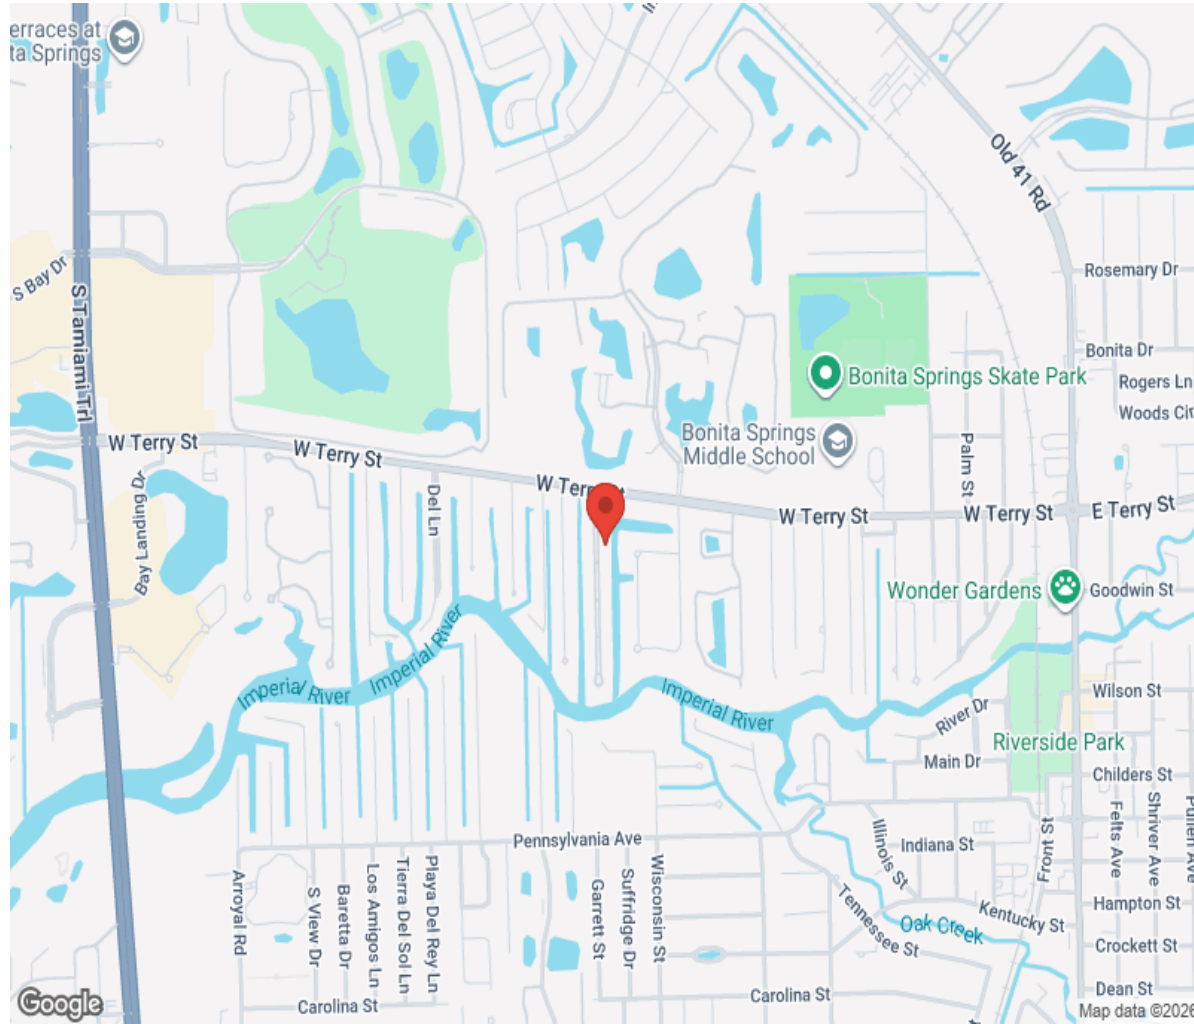 erraces at
ta Springs
Old 41 Rd
S Bay Dr
S Tamiami Trl
Rosemary Dr
Bonita Dr
Rogers Ln
Bonita Springs Skate Park
Woods Cir
Bonita Springs
Middle School
W Terry St
W Terry St
W Terry St
W Terry St
W Terry St
E Terry St
Palm St
Bay Landing Dr
Del Ln
Wonder Gardens
Goodwin St
Imperial River
Imperial River
Imperial River
Wilson St
River Dr
Riverside Park
Main Dr
Childers St
Pennsylvania Ave
Indiana St
Illinois St
Front St
Felts Ave
Shriver Ave
Pullen Ave
Arroyal Rd
S View Dr
Baretta Dr
Los Amigos Ln
Tierra Del Sol Ln
Playa Del Rey Ln
Garrett St
Suffridge Dr
Wisconsin St
Tennessee St
Kentucky St
Hampton St
Oak Creek
Crockett St
Dean St
Carolina St
Carolina St
Google
Map data ©2026